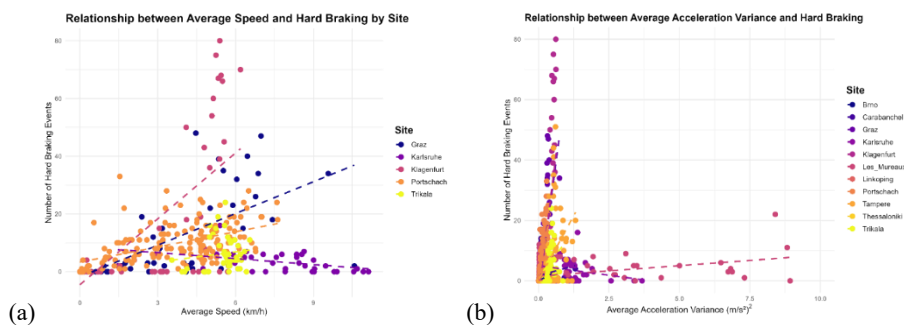 Relationship between Average Speed and Hard Braking by Site
80
60
40
20
0
Number of Hard Braking Events
0
3
6
9
Average Speed (km/h)
Site
Graz
Karlsruhe
Klagenfurt
Portschach
Trikala
(a)
Relationship between Average Acceleration Variance and Hard Braking
80
60
40
20
0
Number of Hard Braking Events
0.0
2.5
5.0
7.5
10.0
Average Acceleration Variance (m/s²)²
Site
Brno
Carabanchel
Graz
Karlsruhe
Klagenfurt
Les_Mureaux
Linkoping
Portschach
Tampere
Thessaloniki
Trikala
(b)